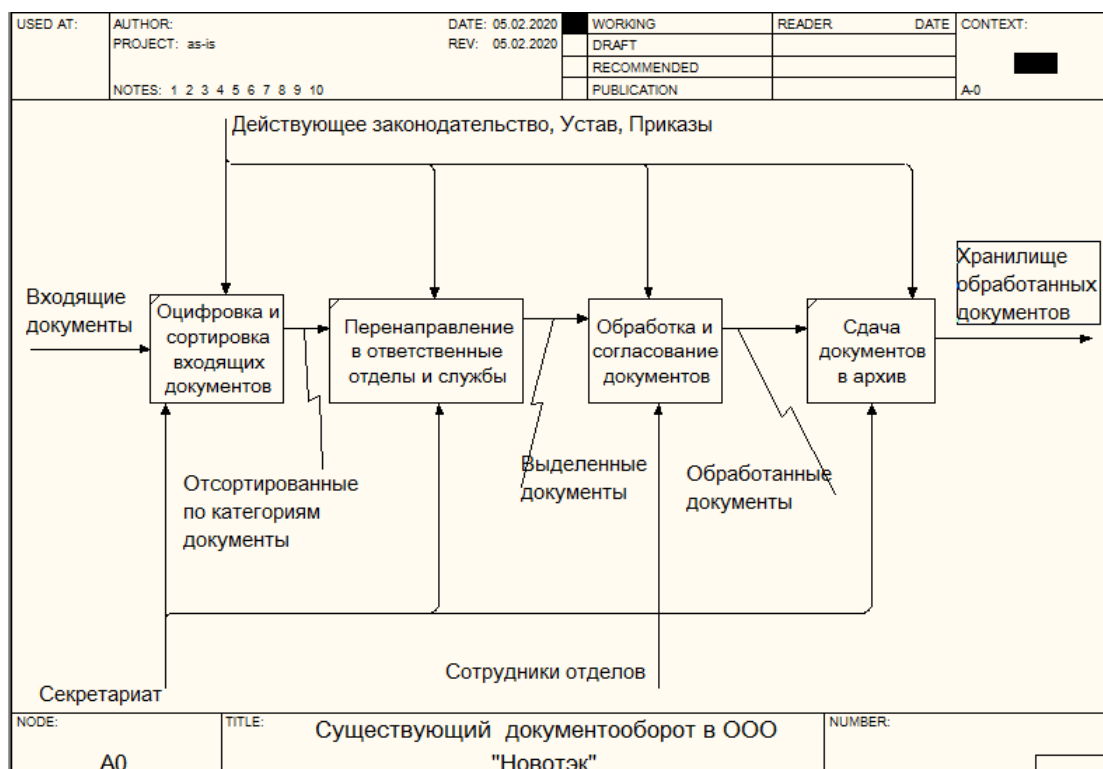 USED AT:
AUTHOR:
DATE: 05.02.2020
WORKING
READER
DATE
CONTEXT:
PROJECT: as-is
REV: 05.02.2020
DRAFT
RECOMMENDED
NOTES: 1 2 3 4 5 6 7 8 9 10
PUBLICATION
A-0
Действующее законодательство, Устав, Приказы
Входящие
документы
Оцифровка и
сортировка
входящих
документов
Перенаправление
в ответственные
отделы и службы
Обработка и
согласование
документов
Сдача
документов
в архив
Хранилище
обработанных
документов
Отсортированные
по категориям
документы
Выделенные
документы
Обработанные
документы
Сотрудники отделов
Секретариат
NODE:
A0
TITLE:
Существующий документооборот в ООО
"Новотэк"
NUMBER: